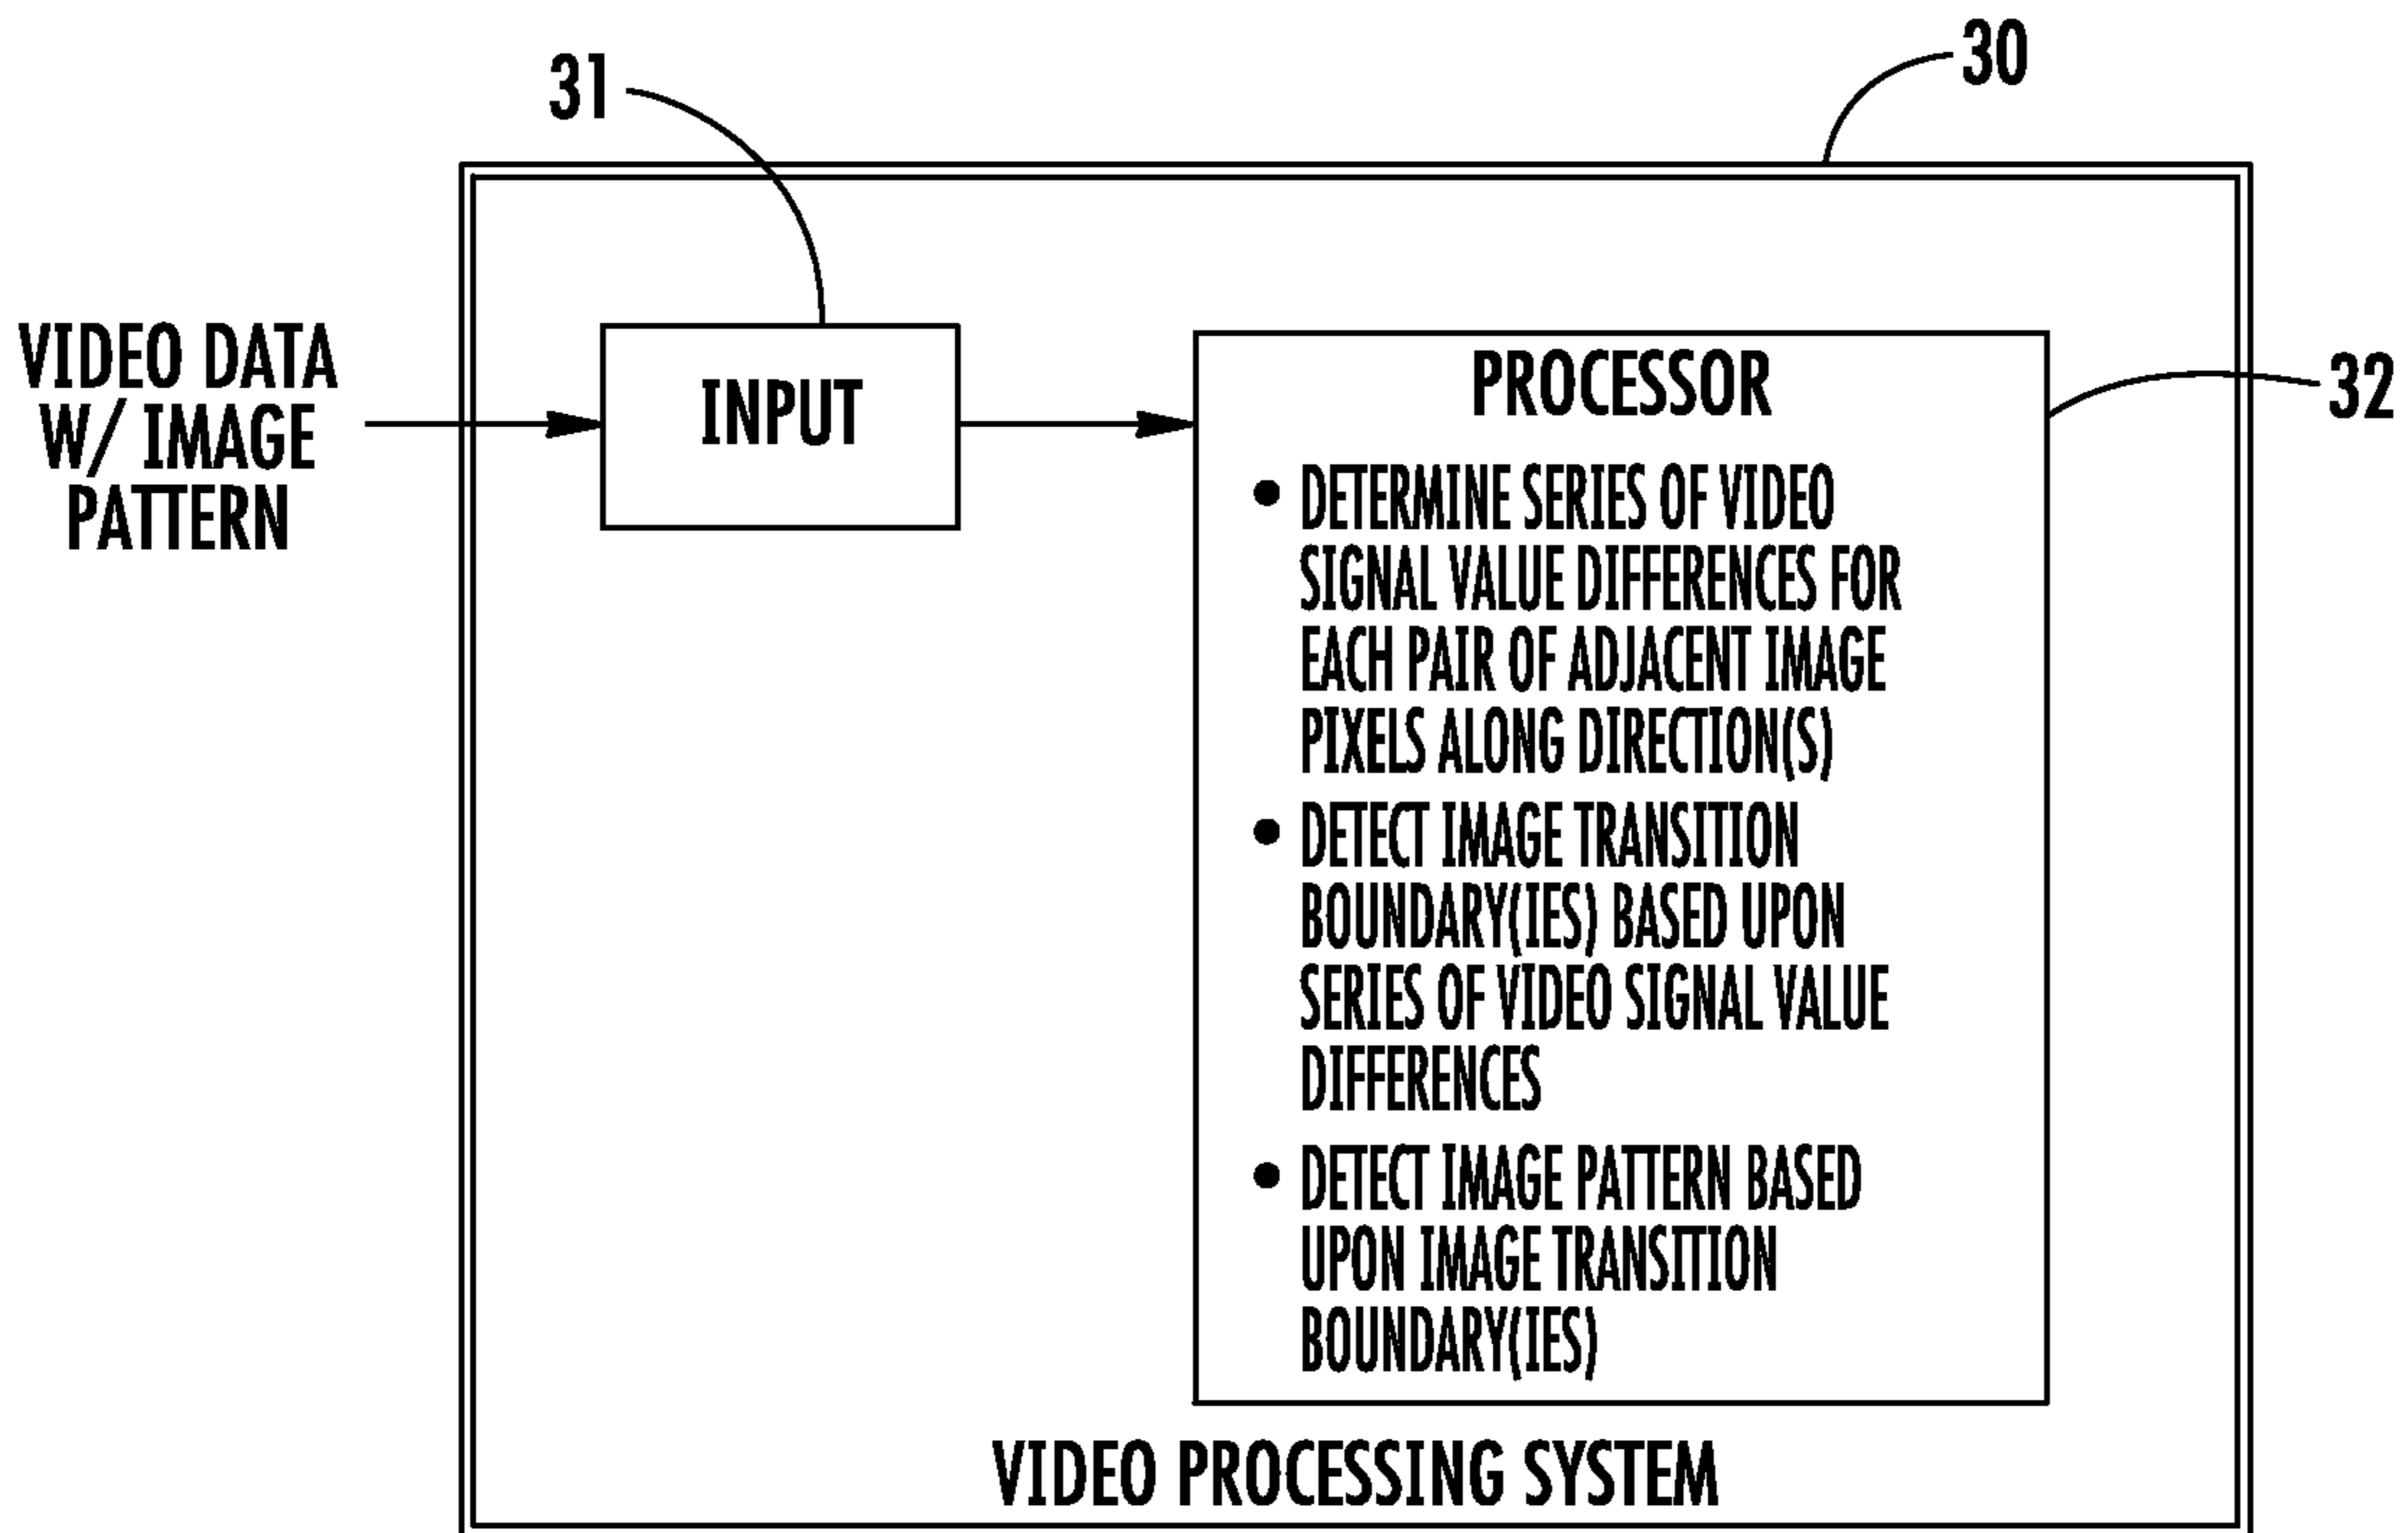 31
30
VIDEO DATA
W/ IMAGE
PATTERN
INPUT
PROCESSOR
32
• DETERMINE SERIES OF VIDEO
SIGNAL VALUE DIFFERENCES FOR
EACH PAIR OF ADJACENT IMAGE
PIXELS ALONG DIRECTION(S)
• DETECT IMAGE TRANSITION
BOUNDARY(IES) BASED UPON
SERIES OF VIDEO SIGNAL VALUE
DIFFERENCES
• DETECT IMAGE PATTERN BASED
UPON IMAGE TRANSITION
BOUNDARY(IES)
VIDEO PROCESSING SYSTEM